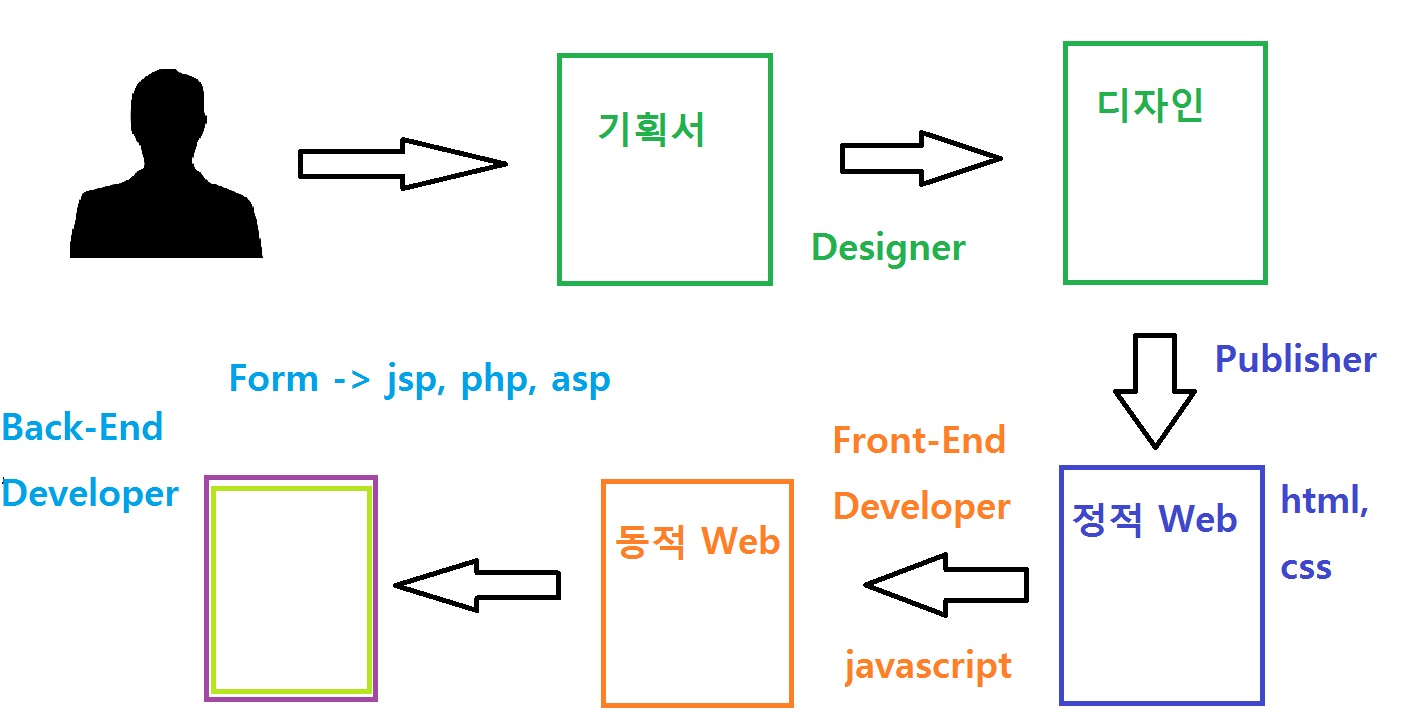 기획서
디자인
Designer
Publisher
Form -> jsp, php, asp
Back-End
Developer
Front-End
Developer
동적 Web
정적 Web
html,
css
javascript